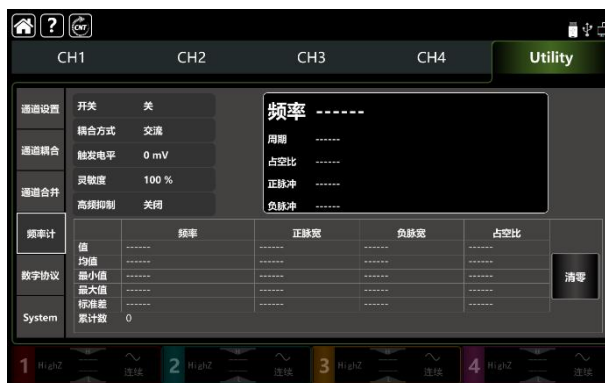 ? CNT
CH1 CH2 CH3 CH4 Utility
通道设置
通道耦合
通道合并
频率计
数字协议
System
开关 关
耦合方式 交流
触发电平 0 mV
灵敏度 100 %
高频抑制 关闭
频率 ------
周期 ------
占空比 ------
正脉冲 ------
负脉冲 ------
频率 正脉宽 负脉宽 占空比
值 ------ ------ ------ ------
均值 ------ ------ ------ ------
最小值 ------ ------ ------ ------
最大值 ------ ------ ------ ------
标准差 ------ ------ ------ ------
累计数 0
清零
1 HighZ 连续 2 HighZ 连续 3 HighZ 连续 4 HighZ 连续